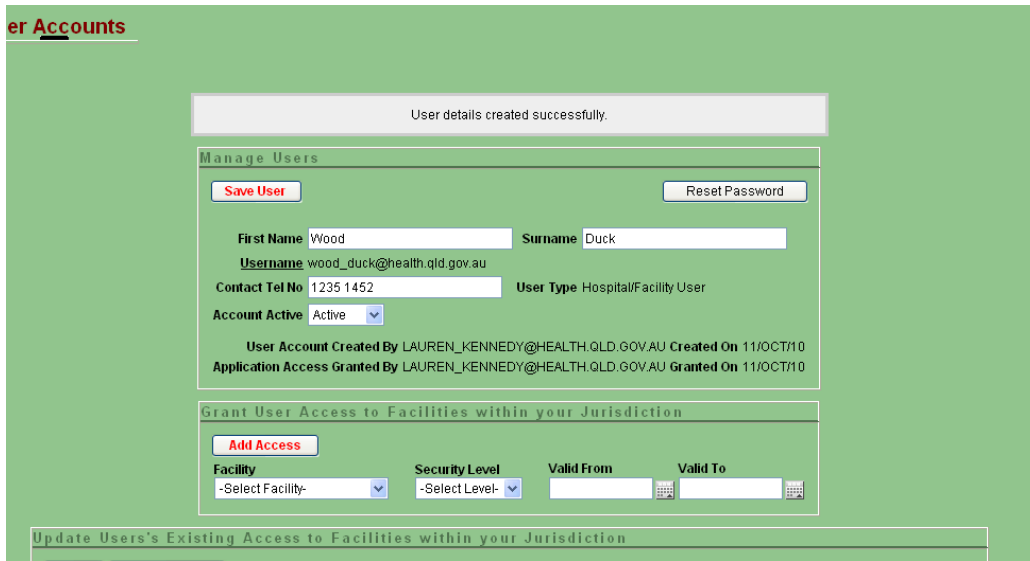 er Accounts
User details created successfully.
Manage Users
Save User Reset Password
First Name Wood Surname Duck
Username wood_duck@health.qld.gov.au
Contact Tel No 1235 1452 User Type Hospital/Facility User
Account Active Active
User Account Created By LAUREN_KENNEDY@HEALTH.QLD.GOV.AU Created On 11/OCT/10
Application Access Granted By LAUREN_KENNEDY@HEALTH.QLD.GOV.AU Granted On 11/OCT/10
Grant User Access to Facilities within your Jurisdiction
Add Access
Facility Security Level Valid From Valid To
-Select Facility- -Select Level-
Update Users's Existing Access to Facilities within your Jurisdiction